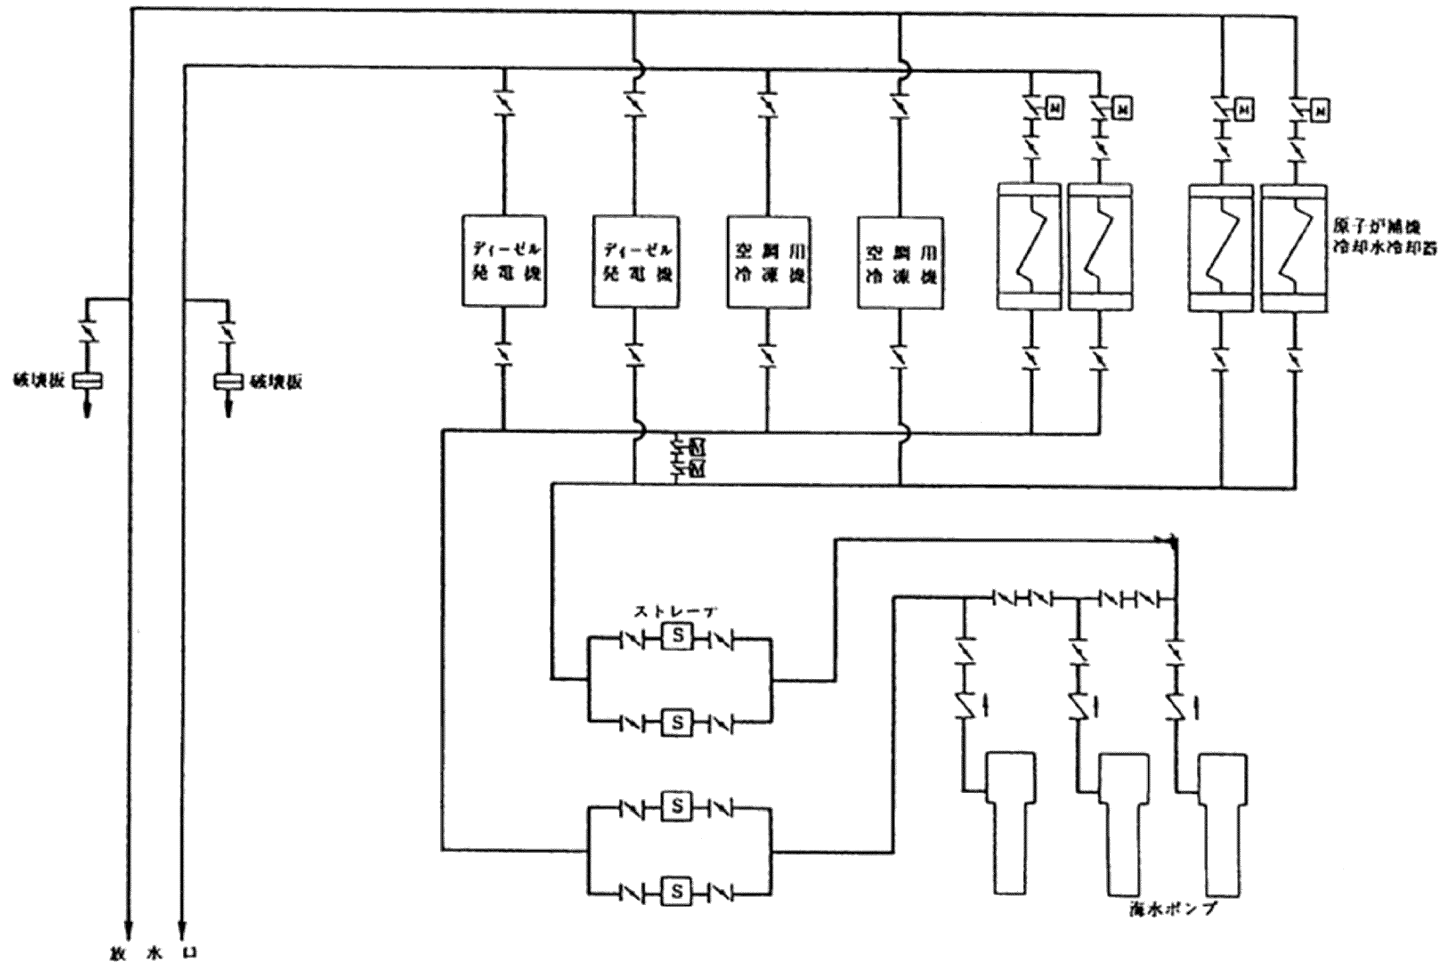 ディーゼル
発電機
ディーゼル
発電機
空調用
冷凍機
空調用
冷凍機
M
M
M
M
原子炉補機
冷却水冷却器
破壊板
破壊板
M
M
ストレーナ
S
S
S
S
海水ポンプ
放水口